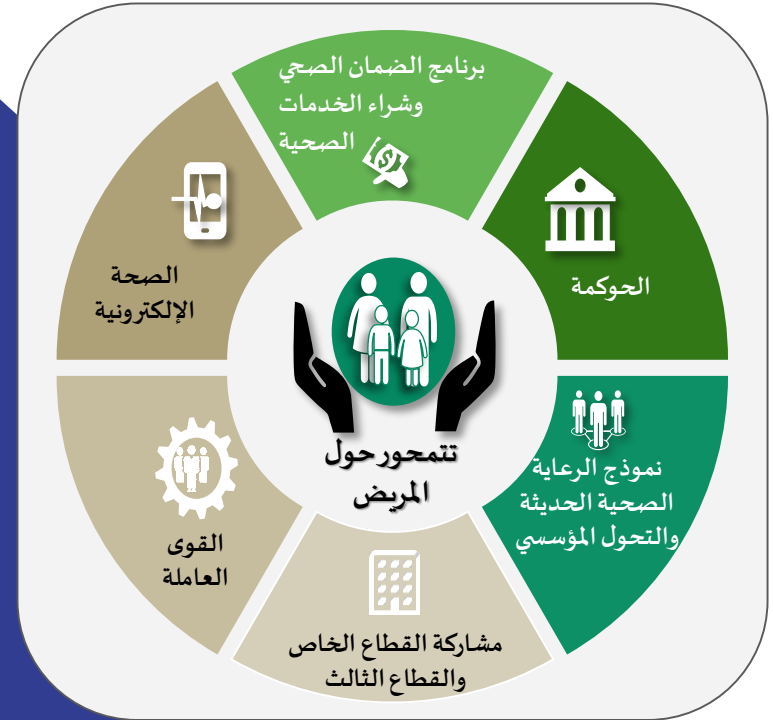 برنامج الضمان الصحي
وشراء الخدمات
الصحية
الحوكمة
نموذج الرعاية
الصحية الحديثة
والتحول المؤسسي
مشاركة القطاع الخاص
والقطاع الثالث
القوى
العاملة
الصحة
الإلكترونية
تتمحور حول
المريض